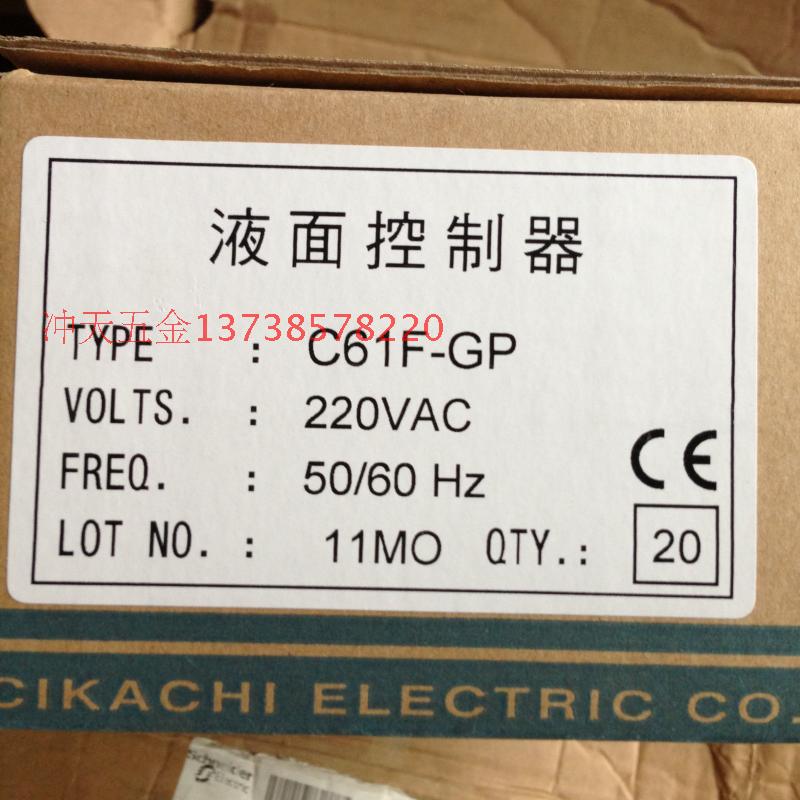 液面控制器
冲天五金13738578220
TYPE : C61F-GP
VOLTS. : 220VAC
FREQ. : 50/60 Hz
CE
LOT NO. : 11MO QTY.: 20
CIKACHI ELECTRIC CO.
Schneider
Electric